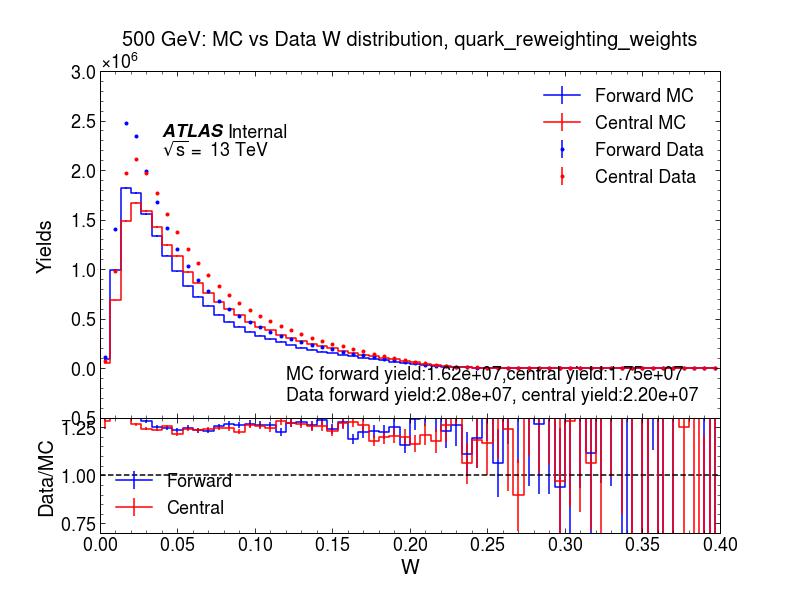 500 GeV: MC vs Data W distribution, quark_reweighting_weights
×10⁶
3.0
2.5
2.0
1.5
1.0
0.5
0.0
0.5
Yields
ATLAS Internal
√s = 13 TeV
Forward MC
Central MC
Forward Data
Central Data
MC forward yield:1.62e+07,central yield:1.75e+07
Data forward yield:2.08e+07, central yield:2.20e+07
1.25
1.00
0.75
Data/MC
Forward
Central
0.00 0.05 0.10 0.15 0.20 0.25 0.30 0.35 0.40
W